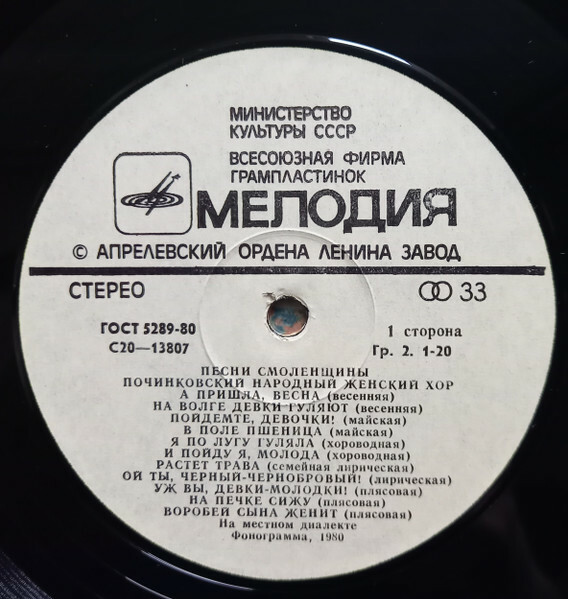 МИНИСТЕРСТВО
КУЛЬТУРЫ СССР
ВСЕСОЮЗНАЯ ФИРМА
ГРАМПЛАСТИНОК
МЕЛОДИЯ
© АПРЕЛЕВСКИЙ ОРДЕНА ЛЕНИНА ЗАВОД
СТЕРЕО
33
ГОСТ 5289-80
С20—13807
1 сторона
Гр. 2. 1-20
ПЕСНИ СМОЛЕНЩИНЫ
ПОЧИНКОВСКИЙ НАРОДНЫЙ ЖЕНСКИЙ ХОР
А ПРИШЛА, ВЕСНА (весенняя)
НА ВОЛГЕ ДЕВКИ ГУЛЯЮТ (весенняя)
ПОЙДЕМТЕ, ДЕВОЧКИ! (майская)
В ПОЛЕ ПШЕНИЦА (майская)
Я ПО ЛУГУ ГУЛЯЛА (хороводная)
И ПОЙДУ Я, МОЛОДА (хороводная)
РАСТЕТ ТРАВА (семейная лирическая)
ОЙ ТЫ, ЧЕРНЫЙ-ЧЕРНОБРОВЫЙ! (лирическая)
УЖ ВЫ, ДЕВКИ-МОЛОДКИ! (плясовая)
НА ПЕЧКЕ СИЖУ (плясовая)
ВОРОБЕЙ СЫНА ЖЕНИТ (плясовая)
На местном диалекте
Фонограмма, 1980